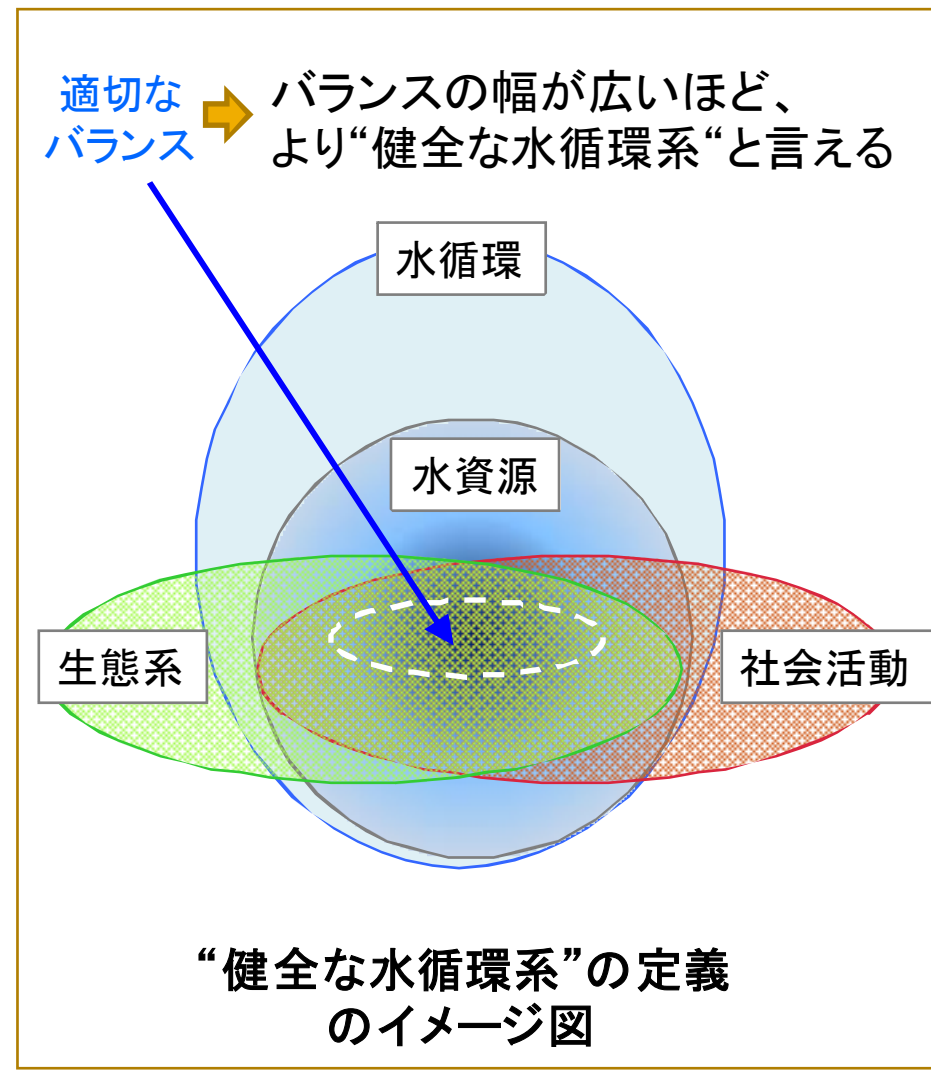 適切な
バランス
バランスの幅が広いほど、
より“健全な水循環系“と言える
水循環
水資源
生態系
社会活動
“健全な水循環系”の定義
のイメージ図